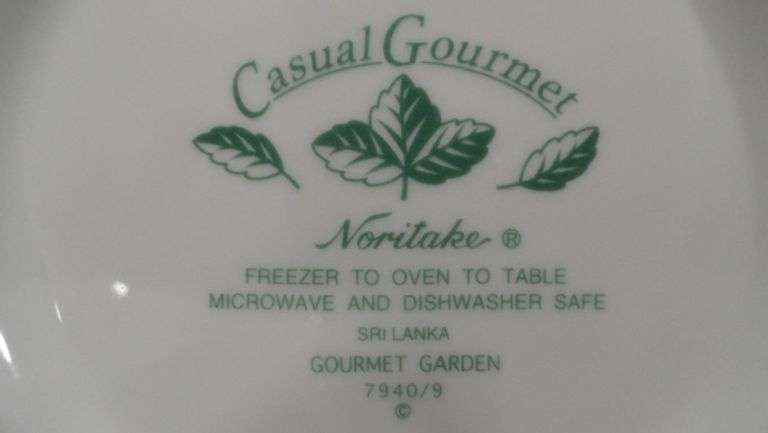 Casual Gourmet
Noritake ®
FREEZER TO OVEN TO TABLE
MICROWAVE AND DISHWASHER SAFE
SRI LANKA
GOURMET GARDEN
7940/9
©